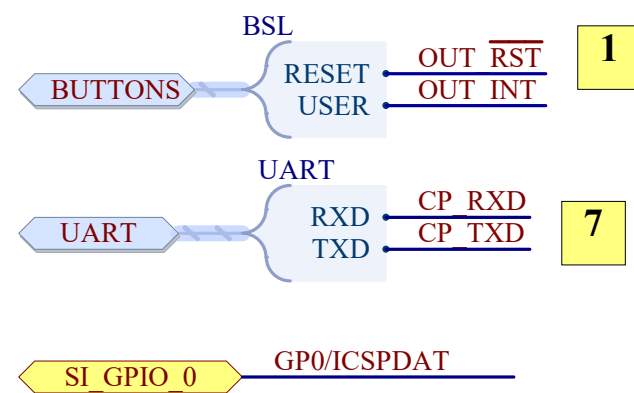 BSL
BUTTONS
RESET OUT RST
USER OUT INT
1
UART
UART
RXD CP_RXD
TXD CP_TXD
7
SI_GPIO_0
GP0/ICSPDAT